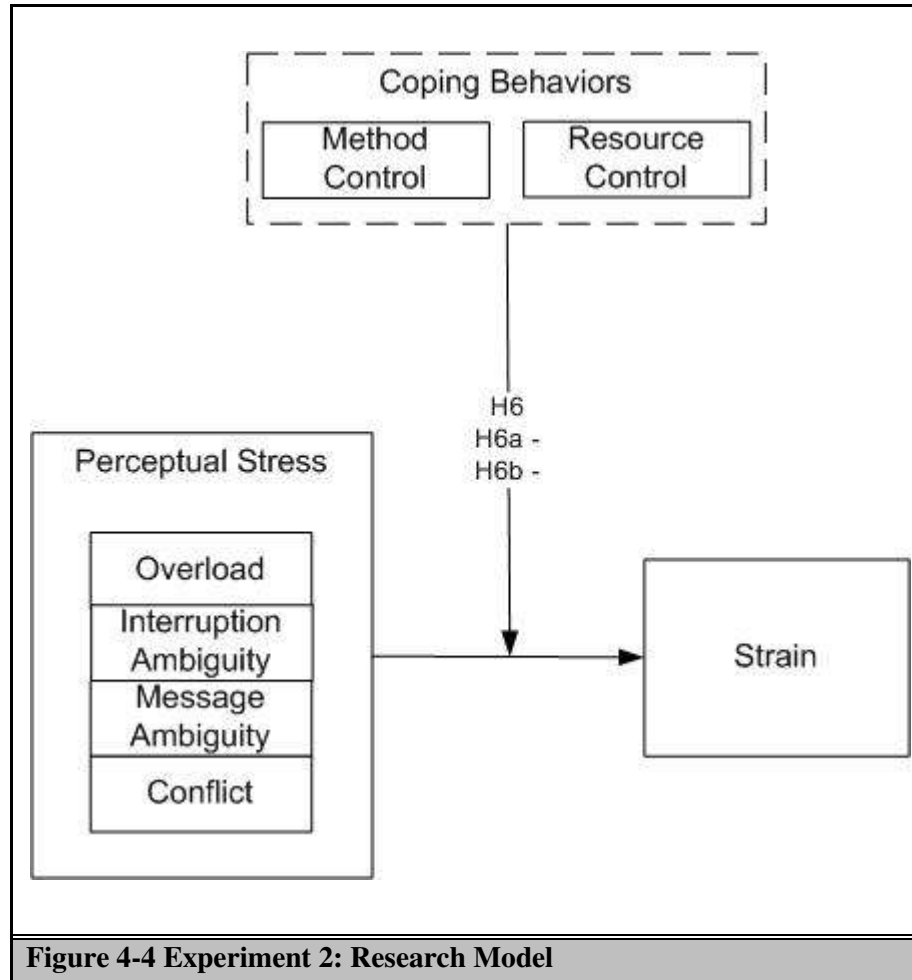 Coping Behaviors
Method
Control
Resource
Control
H6
H6a -
H6b -
Perceptual Stress
Overload
Interruption
Ambiguity
Message
Ambiguity
Conflict
Strain
Figure 4-4 Experiment 2: Research Model